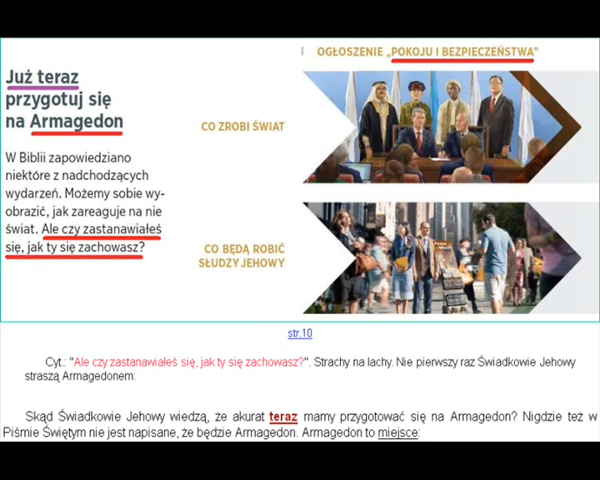 Już teraz
przygotuj się
na Armagedon
W Biblii zapowiedziano
niektóre z nadchodzących
wydarzeń. Możemy sobie wy-
obrazić, jak zareaguje na nie
świat. Ale czy zastanawiałeś
się, jak ty się zachowasz?
OGŁOSZENIE „POKOJU I BEZPIECZEŃSTWA”
CO ZROBI ŚWIAT
CO BĘDĄ ROBIĆ
SŁUDZY JEHOWY
str.10
Cyt.: "Ale czy zastanawiałeś się, jak ty się zachowasz?". Strachy na lachy. Nie pierwszy raz Świadkowie Jehowy
straszą Armagedonem:
Skąd Świadkowie Jehowy wiedzą, że akurat teraz mamy przygotować się na Armagedon? Nigdzie też w
Piśmie Świętym nie jest napisane, że będzie Armagedon. Armagedon to miejsce: